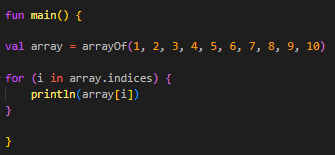 fun main() {
val array = arrayOf(1, 2, 3, 4, 5, 6, 7, 8, 9, 10)
for (i in array.indices) {
    println(array[i])
}
}